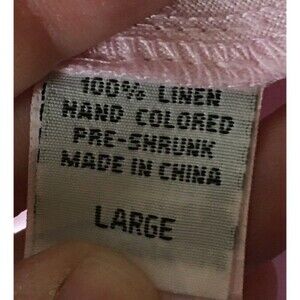 100% LINEN
HAND COLORED
PRE-SHRUNK
MADE IN CHINA
LARGE